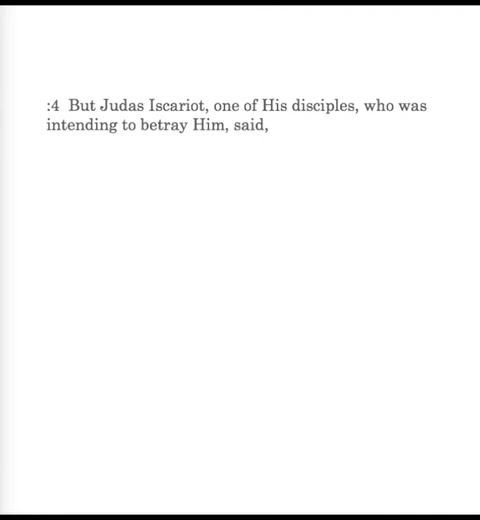 :4 But Judas Iscariot, one of His disciples, who was
intending to betray Him, said,